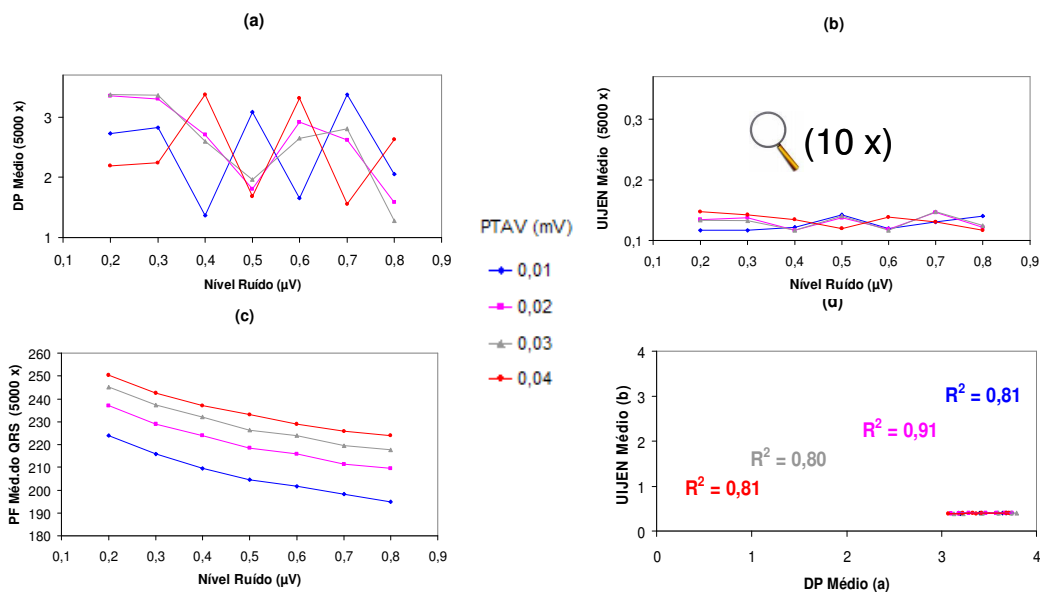 (a)
DP Médio (5000 x)
3
2
1
0,1 0,2 0,3 0,4 0,5 0,6 0,7 0,8 0,9
Nível Ruído (µV)
(b)
UIJEN Médio (5000 x)
0,3
0,2
0,1
(10 x)
0,1 0,2 0,3 0,4 0,5 0,6 0,7 0,8 0,9
Nível Ruído (µV)
PTAV (mV)
0,01
0,02
0,03
0,04
(c)
PF Méd.do QRS (5000 x)
260
250
240
230
220
210
200
190
180
0,1 0,2 0,3 0,4 0,5 0,6 0,7 0,8 0,9
Nível Ruído (µV)
(d)
UIJEN Médio (b)
4
3
2
1
0
R² = 0,81
R² = 0,91
R² = 0,80
R² = 0,81
0 1 2 3 4
DP Médio (a)